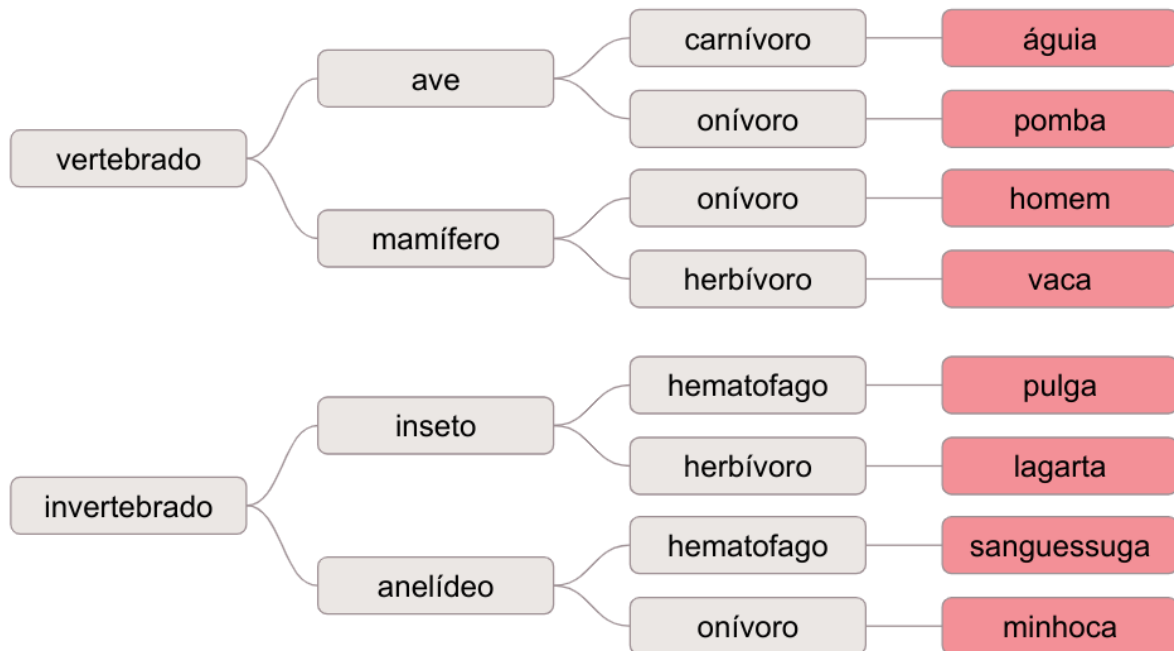 carnívoro
águia
ave
onívoro
pomba
vertebrado
onívoro
homem
mamífero
herbívoro
vaca
hematofago
pulga
inseto
herbívoro
lagarta
invertebrado
hematofago
sanguessuga
anelídeo
onívoro
minhoca